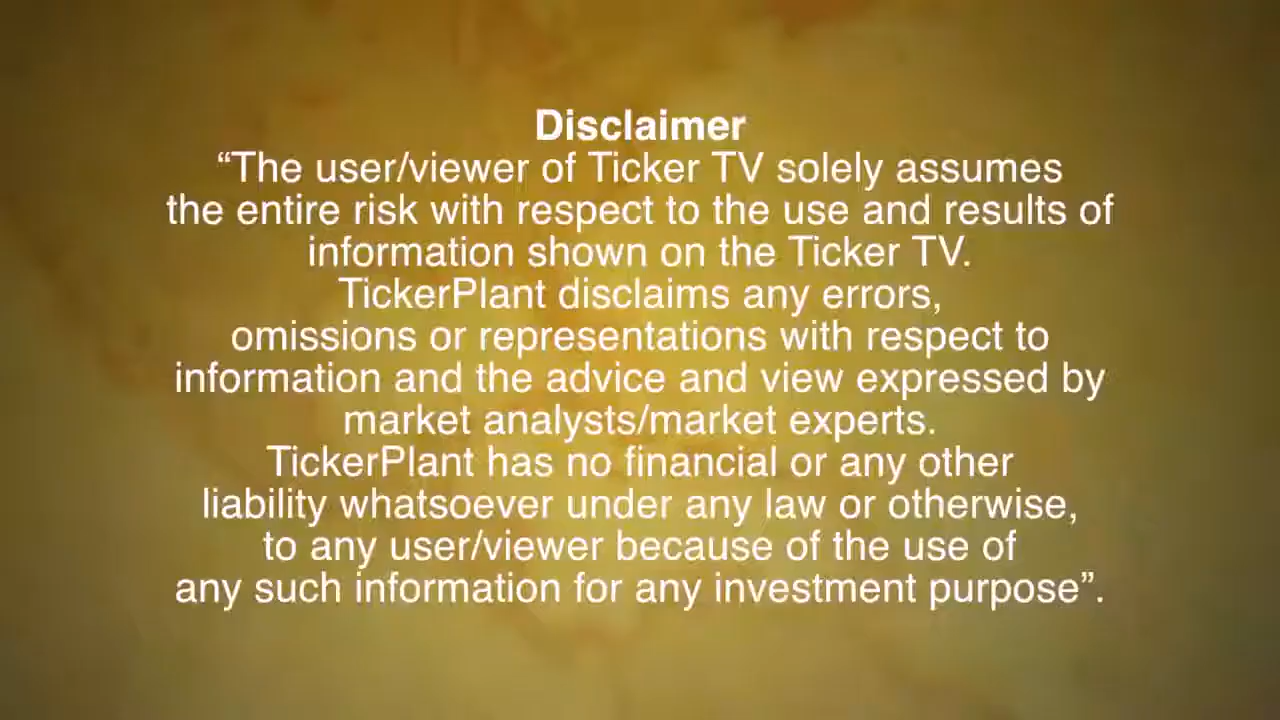 Disclaimer
“The user/viewer of Ticker TV solely assumes
the entire risk with respect to the use and results of
information shown on the Ticker TV.
TickerPlant disclaims any errors,
omissions or representations with respect to
information and the advice and view expressed by
market analysts/market experts.
TickerPlant has no financial or any other
liability whatsoever under any law or otherwise,
to any user/viewer because of the use of
any such information for any investment purpose”.